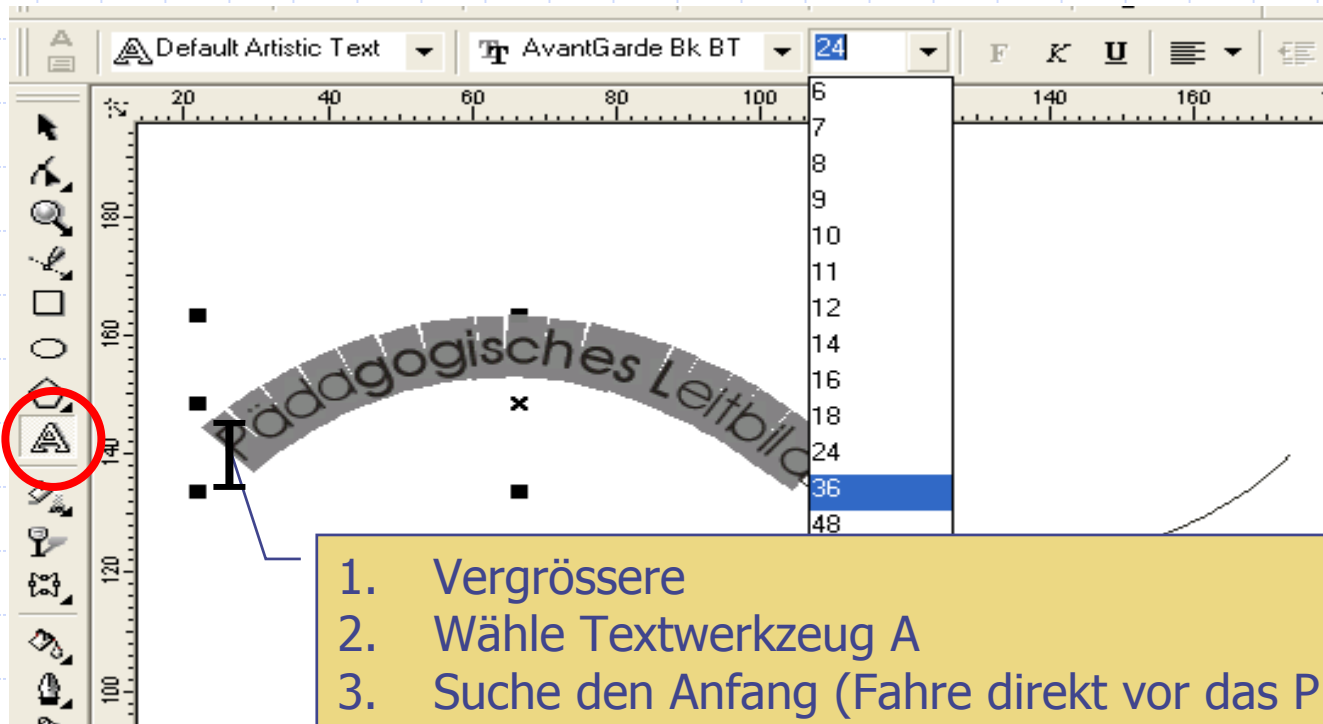 Default Artistic Text AvantGarde Bk BT 24 F K U
20 40 60 80 100 140 160
6
7
8
9
10
11
12
14
16
18
24
36
48
180
160
140
120
100
Pädagogisches Leitbild
A
1. Vergrössere
2. Wähle Textwerkzeug A
3. Suche den Anfang (Fahre direkt vor das P